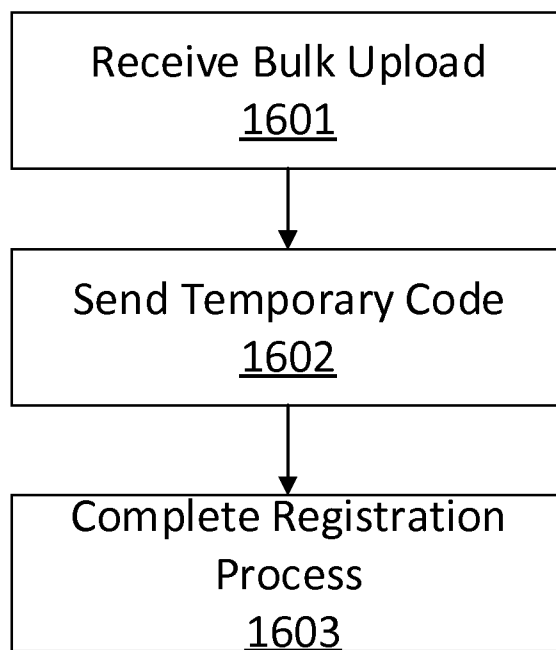 Receive Bulk Upload
1601
Send Temporary Code
1602
Complete Registration
Process
1603